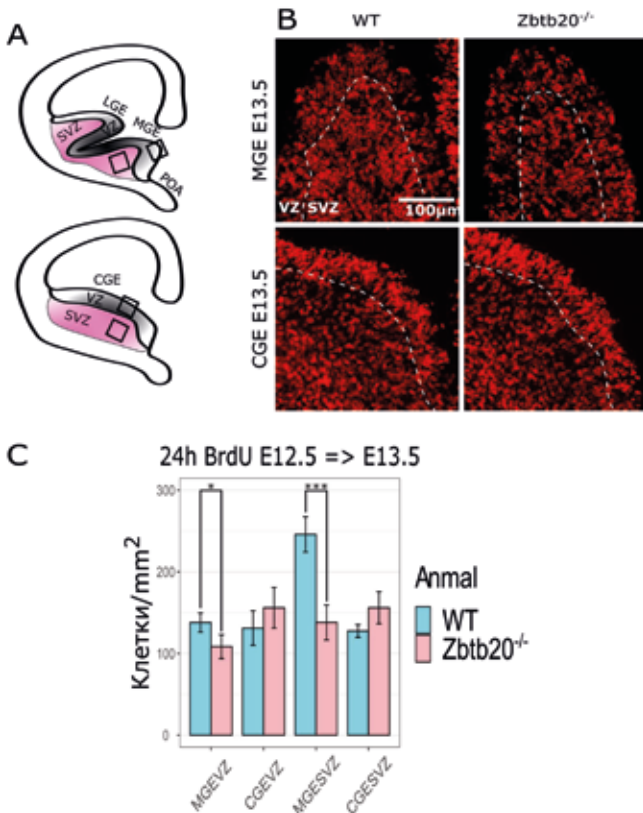 A
LGE
SVZ
VZ
MGE
POA
CGE
VZ
SVZ
B
WT
Zbtb20-/-
MGE E13.5
VZ SVZ
100µm
CGE E13.5
C
24h BrdU E12.5 => E13.5
Клетки/mm²
300
200
100
0
*
***
MGEVZ
CGEVZ
MGESVZ
CGESVZ
Anmal
WT
Zbtb20-/-